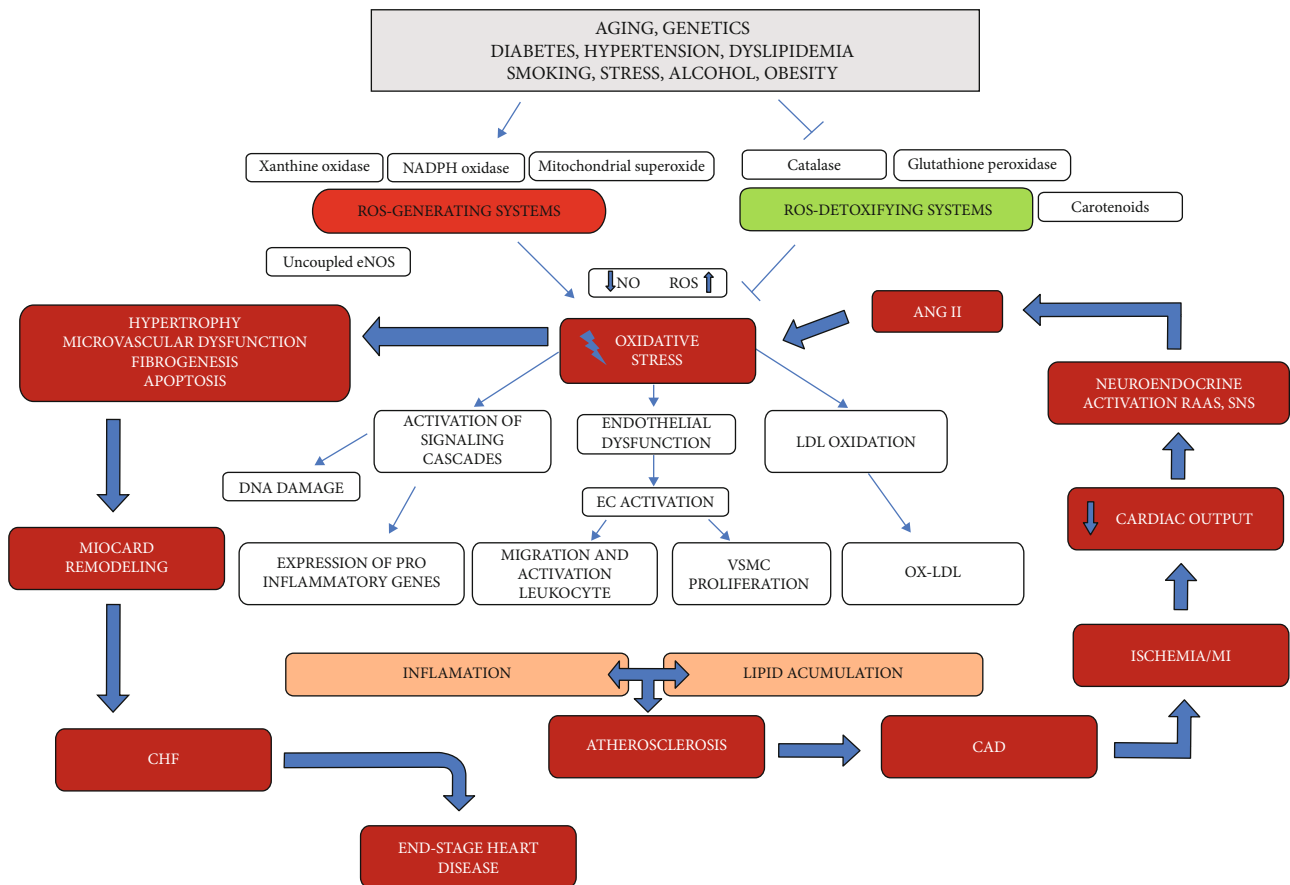 AGING, GENETICS
DIABETES, HYPERTENSION, DYSLIPIDEMIA
SMOKING, STRESS, ALCOHOL, OBESITY
Xanthine oxidase
NADPH oxidase
Mitochondrial superoxide
Catalase
Glutathione peroxidase
ROS-GENERATING SYSTEMS
ROS-DETOXIFYING SYSTEMS
Carotenoids
Uncoupled eNOS
NO ROS
ANG II
HYPERTROPHY
MICROVASCULAR DYSFUNCTION
FIBROGENESIS
APOPTOSIS
OXIDATIVE
STRESS
NEUROENDOCRINE
ACTIVATION RAAS, SNS
ACTIVATION OF
SIGNALING
CASCADES
ENDOTHELIAL
DYSFUNCTION
LDL OXIDATION
DNA DAMAGE
EC ACTIVATION
CARDIAC OUTPUT
MIOCARD
REMODELING
EXPRESSION OF PRO
INFLAMMATORY GENES
MIGRATION AND
ACTIVATION
LEUKOCYTE
VSMC
PROLIFERATION
OX-LDL
ISCHEMIA/MI
INFLAMATION
LIPID ACUMULATION
CHF
ATHEROSCLEROSIS
CAD
END-STAGE HEART
DISEASE